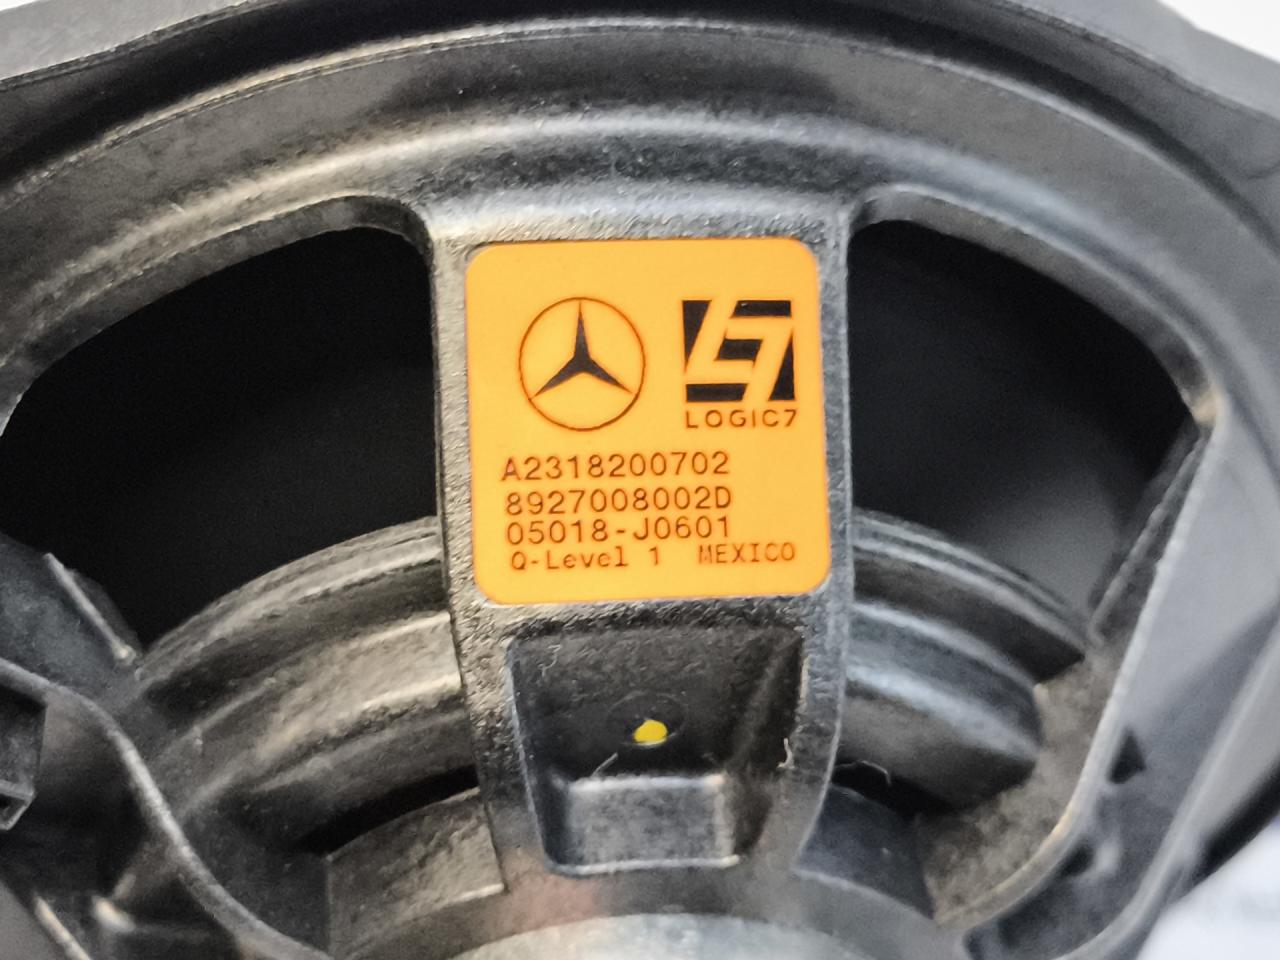 LOGIC7
A2318200702
8927008002D
05018-J0601
Q-Level 1 MEXICO